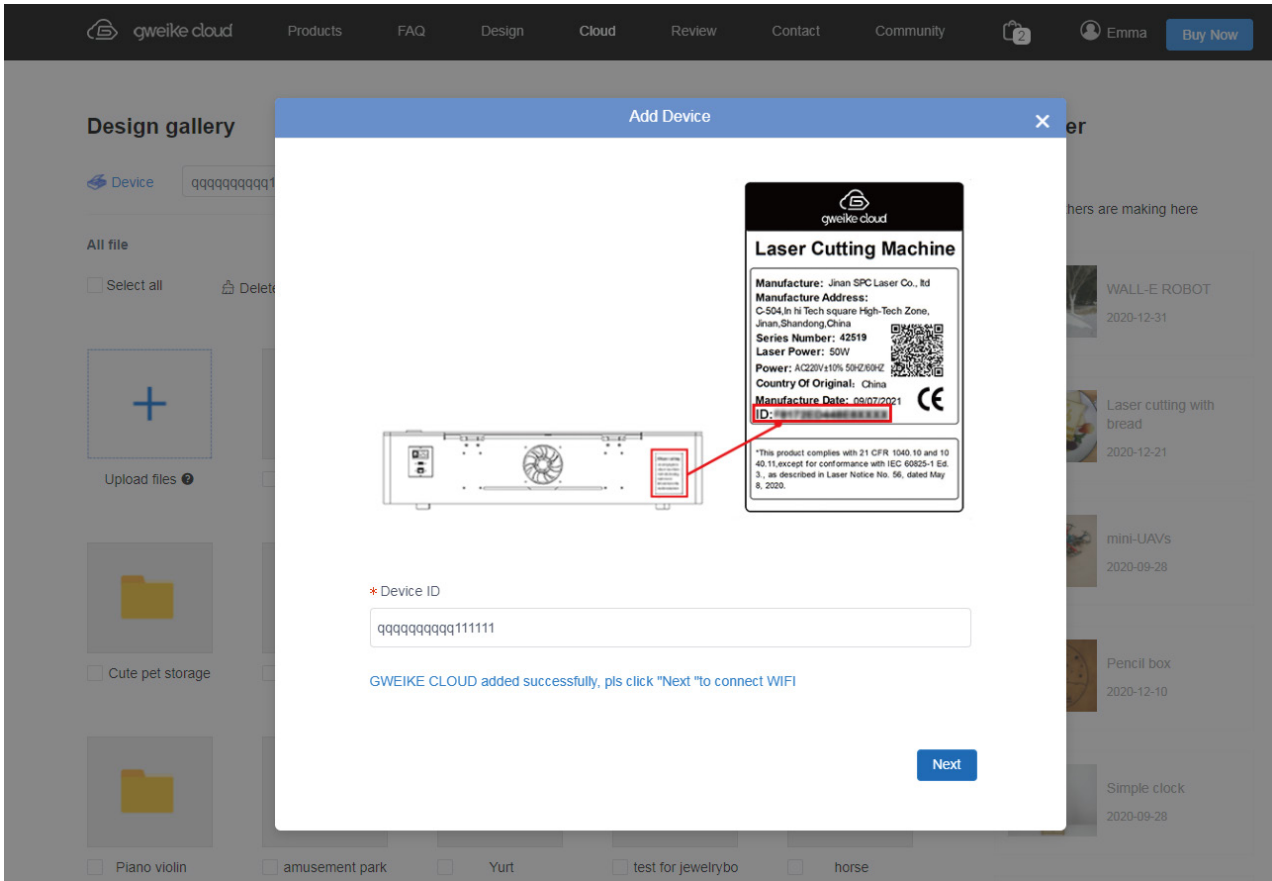 gweike cloud Products FAQ Design Cloud Review Contact Community 2 Emma Buy Now
Design gallery
Device qqqqqqqqqq1
All file
Select all Delete
Upload files
Cute pet storage
Piano violin
amusement park
Yurt
test for jewelrybo
horse
Add Device
gweike cloud
Laser Cutting Machine
Manufacture: Jinan SPC Laser Co., ltd
Manufacture Address:
C-504,In hi Tech square High-Tech Zone,
Jinan,Shandong,China
Series Number: 42519
Laser Power: 50W
Power: AC220V±10% 50HZ/60HZ
Country Of Original: China
Manufacture Date: 09/07/2021
ID:
CE
*This product complies with 21 CFR 1040.10 and 10
40.11,except for conformance with IEC 60825-1 Ed.
3., as described in Laser Notice No. 56, dated May
8, 2020.
* Device ID
qqqqqqqqqq111111
GWEIKE CLOUD added successfully, pls click "Next "to connect WIFI
Next
er
hers are making here
WALL-E ROBOT
2020-12-31
Laser cutting with
bread
2020-12-21
mini-UAVs
2020-09-28
Pencil box
2020-12-10
Simple clock
2020-09-28